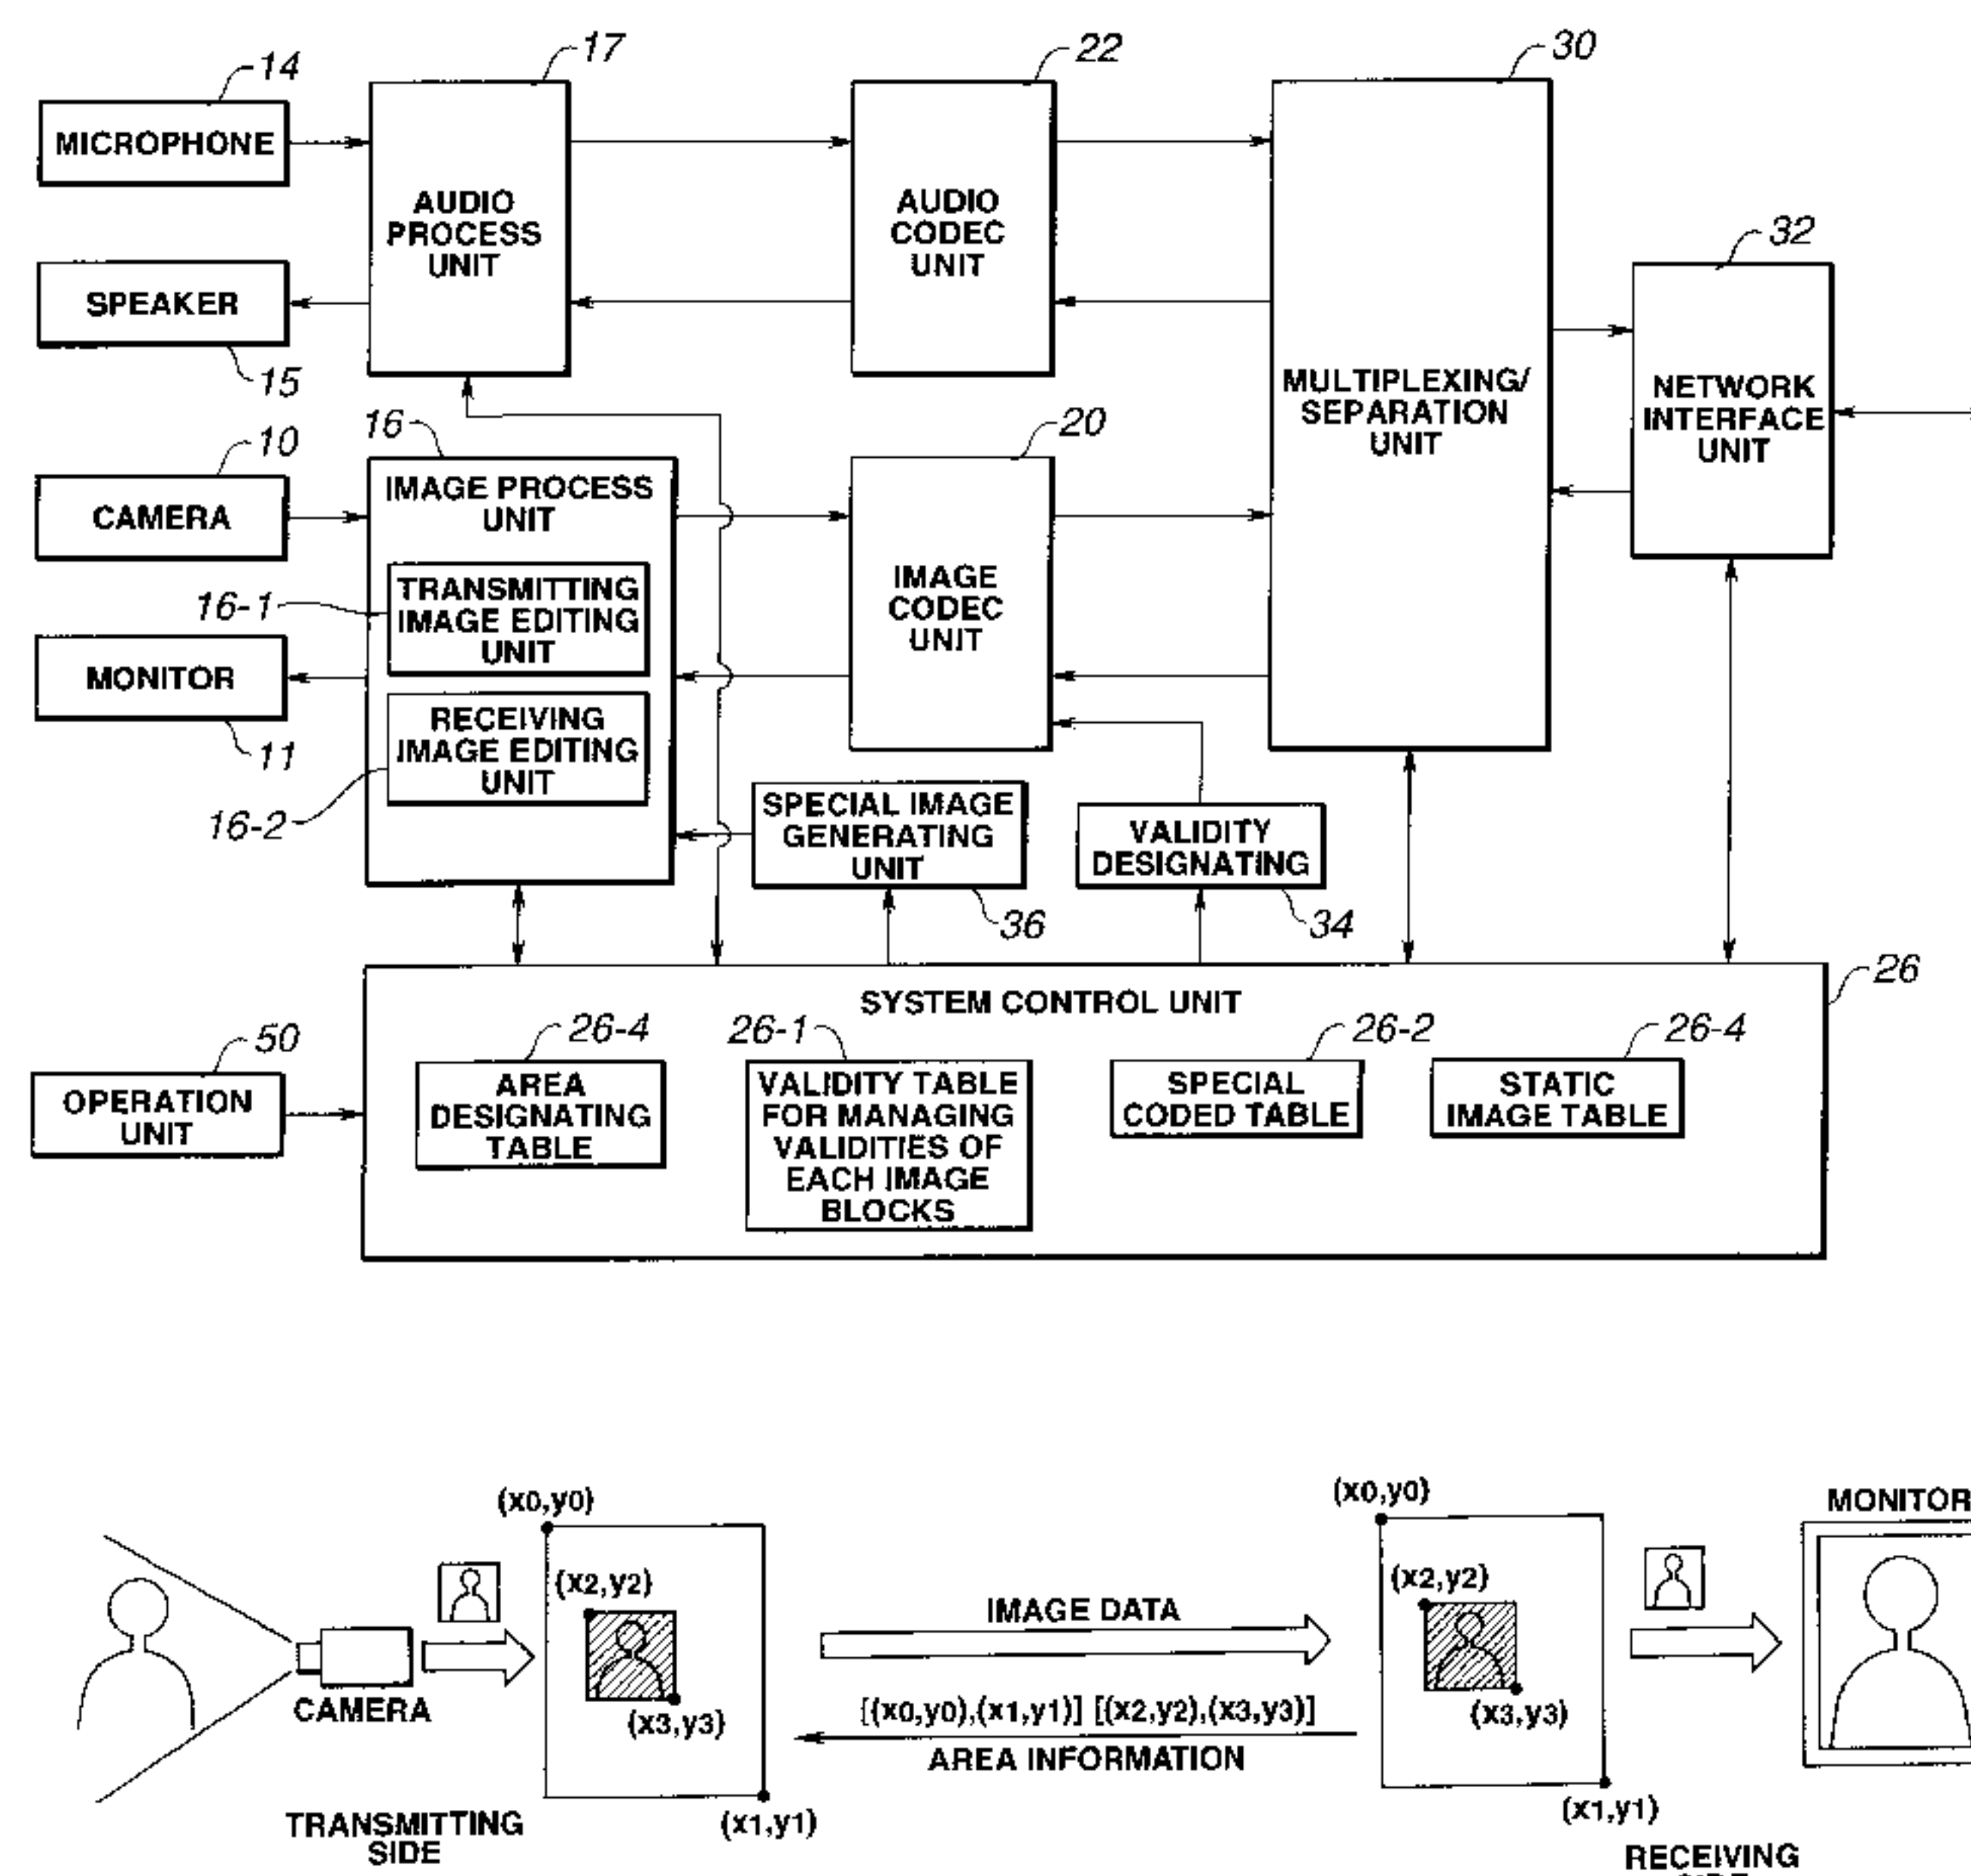 14
17
22
30
MICROPHONE
AUDIO
PROCESS
UNIT
AUDIO
CODEC
UNIT
32
SPEAKER
15
MULTIPLEXING/
SEPARATION
UNIT
NETWORK
INTERFACE
UNIT
10
16
20
CAMERA
IMAGE PROCESS
UNIT
16-1
TRANSMITTING
IMAGE EDITING
UNIT
IMAGE
CODEC
UNIT
MONITOR
11
RECEIVING
IMAGE EDITING
UNIT
16-2
SPECIAL IMAGE
GENERATING
UNIT
36
VALIDITY
DESIGNATING
34
26
SYSTEM CONTROL UNIT
50
26-4
26-1
26-2
26-4
OPERATION
UNIT
AREA
DESIGNATING
TABLE
VALIDITY TABLE
FOR MANAGING
VALIDITIES OF
EACH IMAGE
BLOCKS
SPECIAL
CODED TABLE
STATIC
IMAGE TABLE
(x0,y0)
(x0,y0)
MONITOR
(x2,y2)
(x2,y2)
IMAGE DATA
CAMERA
(x3,y3)
[(x0,y0),(x1,y1)] [(x2,y2),(x3,y3)]
(x3,y3)
AREA INFORMATION
(x1,y1)
(x1,y1)
TRANSMITTING
SIDE
RECEIVING